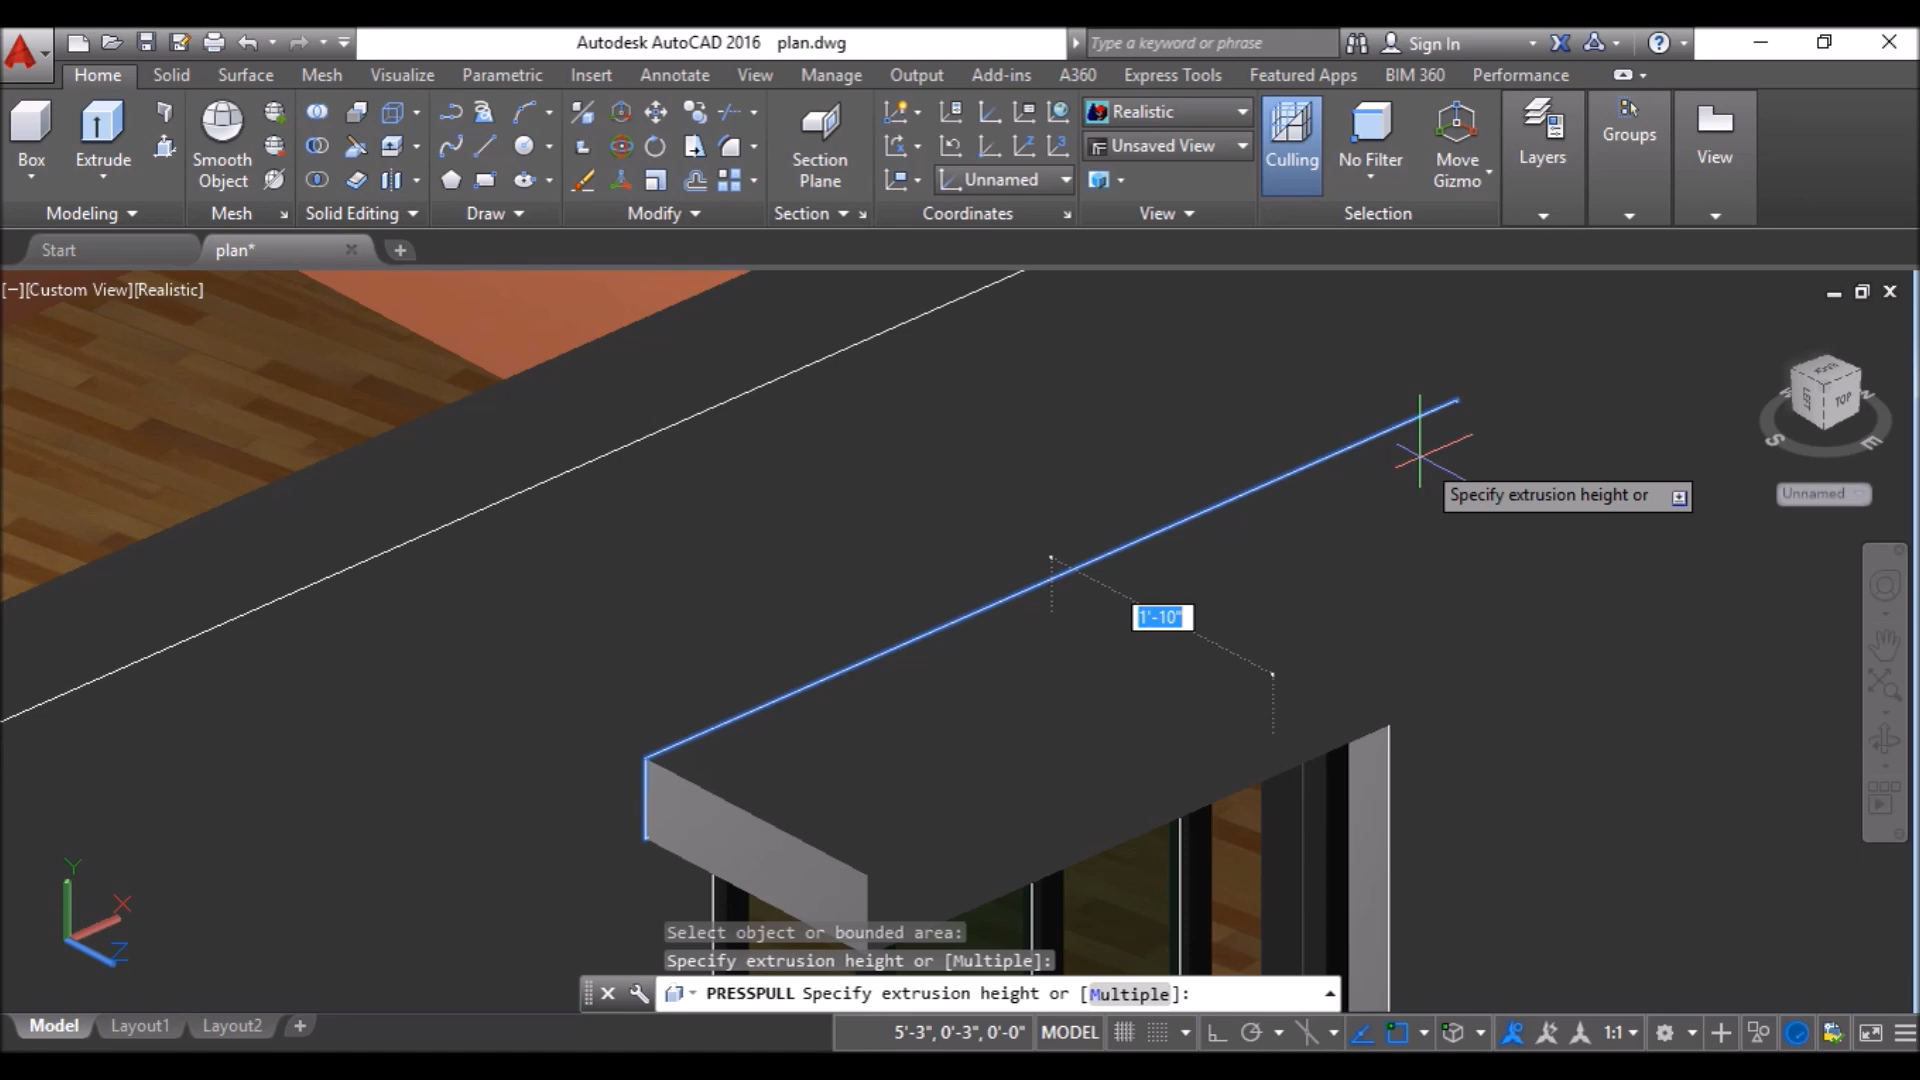 Autodesk AutoCAD 2016 plan.dwg
Type a keyword or phrase
Sign In
Home Solid Surface Mesh Visualize Parametric Insert Annotate View Manage Output Add-ins A360 Express Tools Featured Apps BIM 360 Performance
Box
Extrude
Smooth
Object
Section
Plane
Realistic
Unsaved View
Unnamed
Culling
No Filter
Move
Gizmo
Layers
Groups
View
Modeling
Mesh
Solid Editing
Draw
Modify
Section
Coordinates
View
Selection
Start
plan*
[−][Custom View][Realistic]
TOP
S
E
Unnamed
Specify extrusion height or
1'-10"
Y
X
Z
Select object or bounded area:
Specify extrusion height or [Multiple]:
PRESSPULL Specify extrusion height or [Multiple]:
Model Layout1 Layout2
5'-3", 0'-3", 0'-0" MODEL 1:1